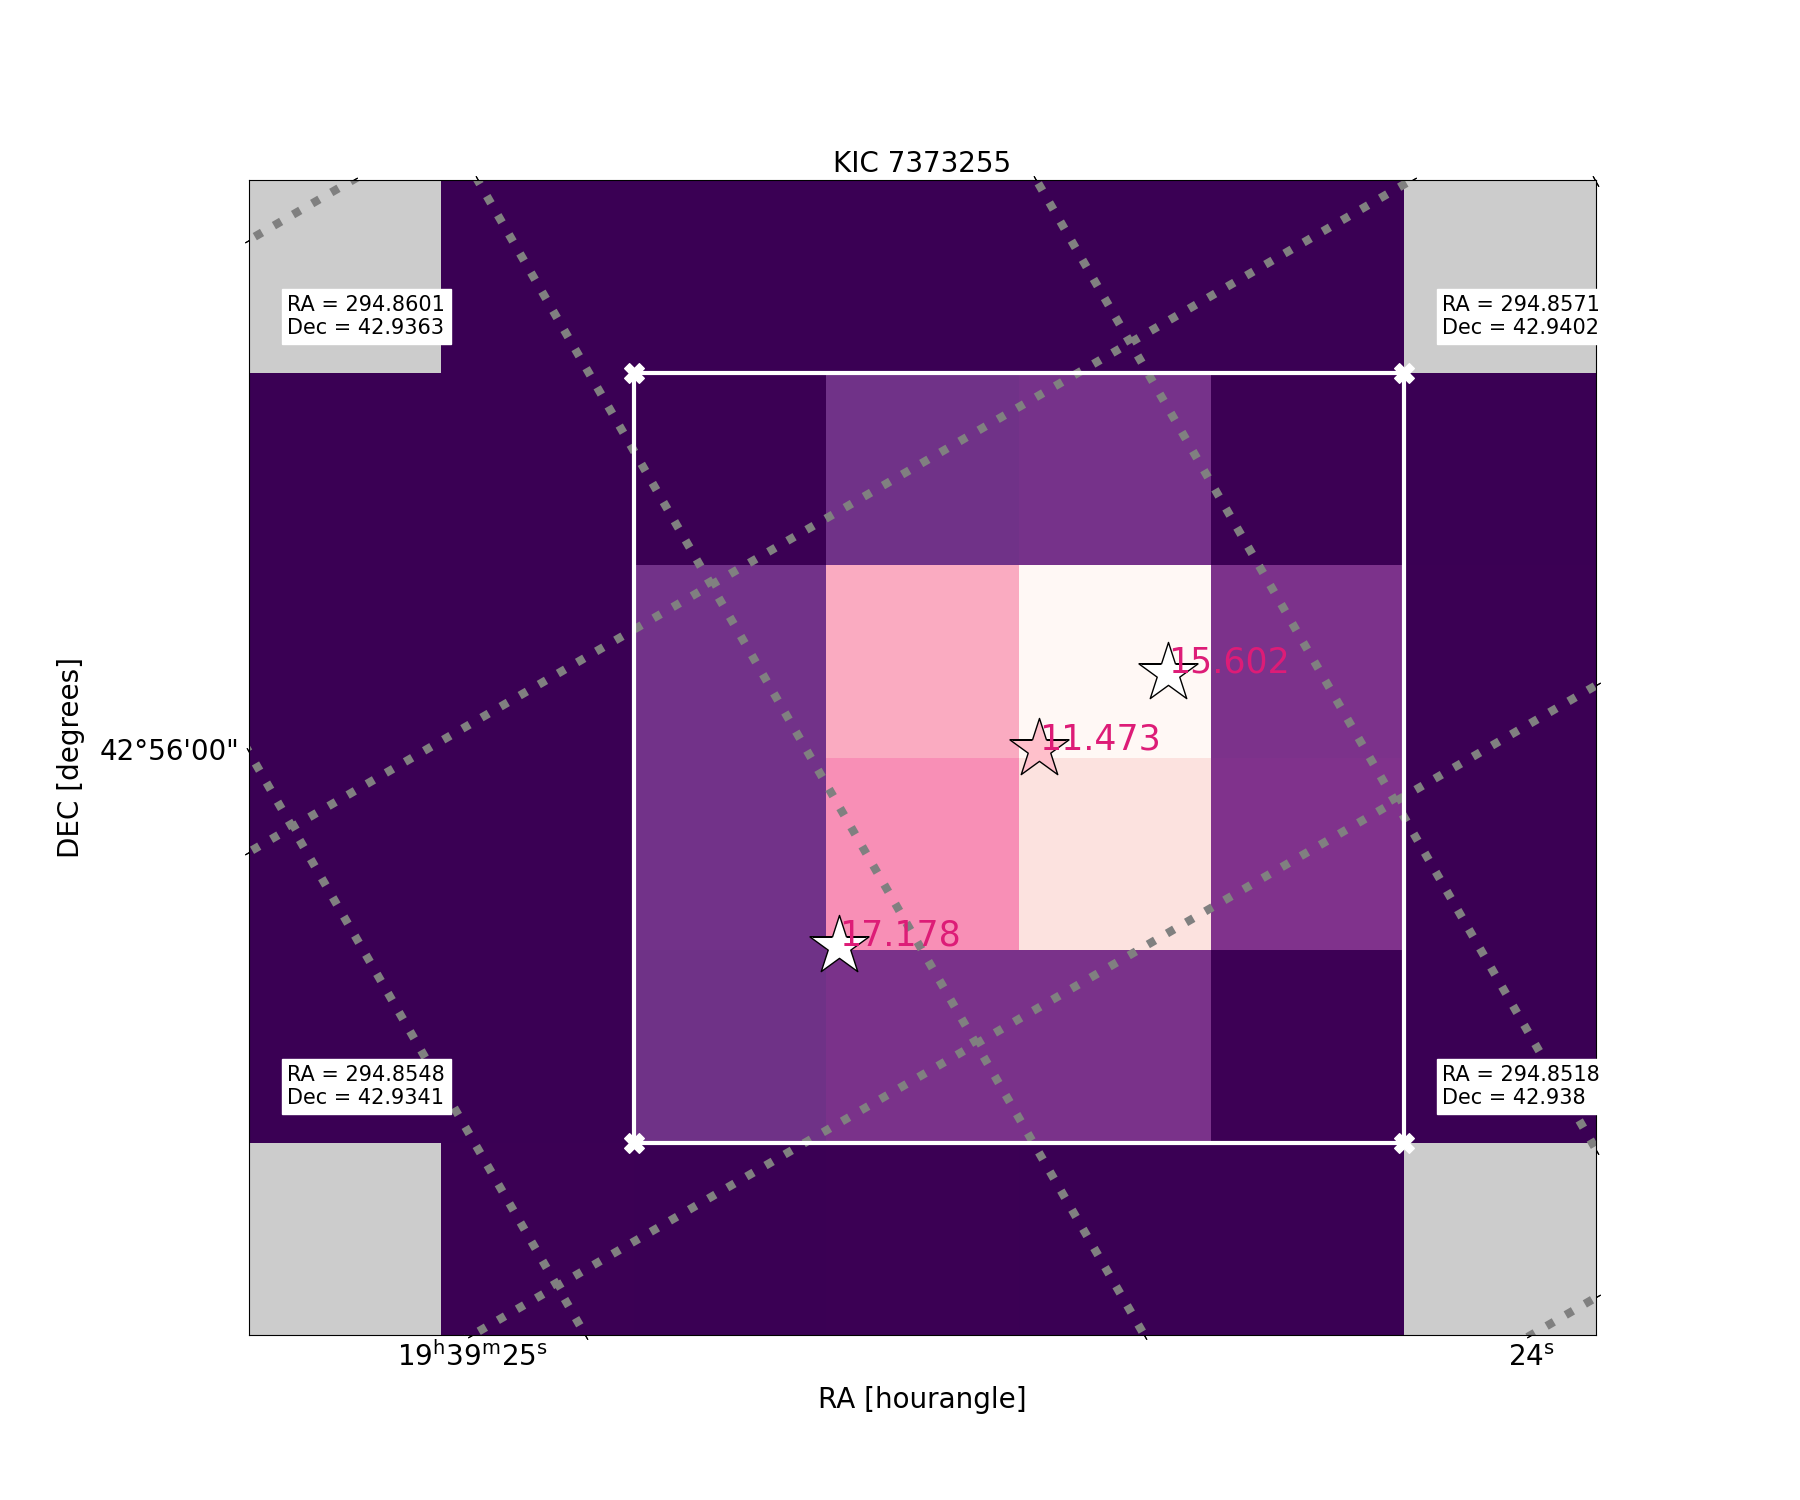 KIC 7373255
RA = 294.8601
Dec = 42.9363
RA = 294.8571
Dec = 42.9402
15.602
11.473
DEC [degrees]
42°56'00"
17.178
RA = 294.8548
Dec = 42.9341
RA = 294.8518
Dec = 42.938
19h39m25s
24s
RA [hourangle]